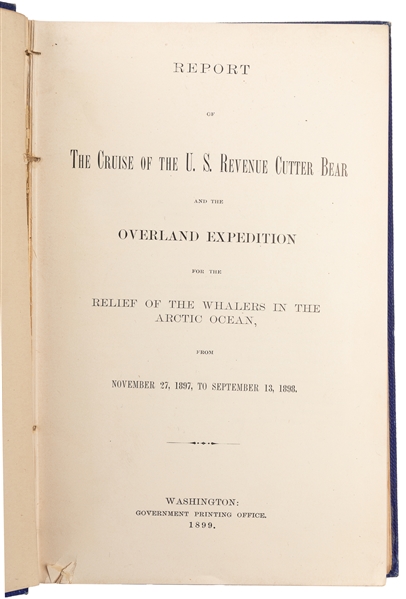 REPORT
OF
THE CRUISE OF THE U. S. REVENUE CUTTER BEAR
AND THE
OVERLAND EXPEDITION
FOR THE
RELIEF OF THE WHALERS IN THE
ARCTIC OCEAN,
FROM
NOVEMBER 27, 1897, TO SEPTEMBER 13, 1898.
WASHINGTON:
GOVERNMENT PRINTING OFFICE.
1899.